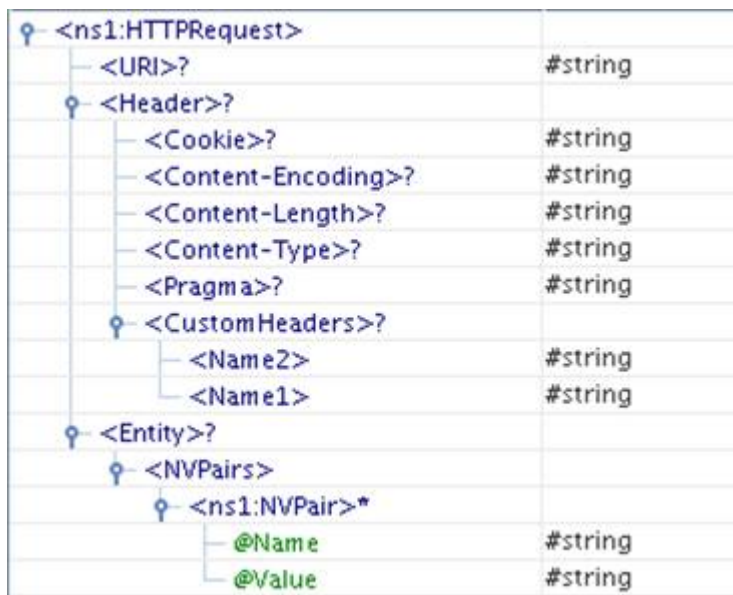 <ns1:HTTPRequest>
<URI>? #string
<Header>?
<Cookie>? #string
<Content-Encoding>? #string
<Content-Length>? #string
<Content-Type>? #string
<Pragma>? #string
<CustomHeaders>?
<Name2> #string
<Name1> #string
<Entity>?
<NVPairs>
<ns1:NVPair>*
@Name #string
@Value #string